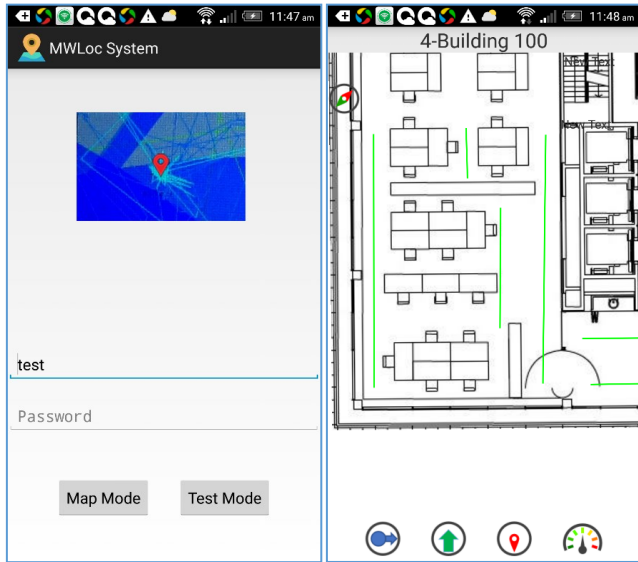 11:47 am
MWLoc System
test
Password
Map Mode
Test Mode
11:48 am
4-Building 100
New Text
New Text
W